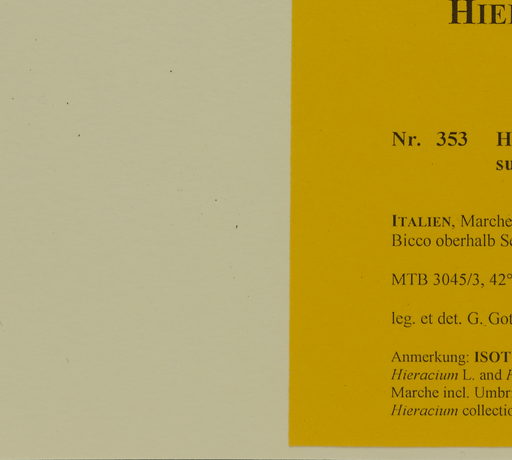 HIE
Nr. 353 H
su
ITALIEN, Marche
Bicco oberhalb S
MTB 3045/3, 42°
leg. et det. G. Got
Anmerkung: ISOT
Hieracium L. and
Marche incl. Umbr
Hieracium collectio